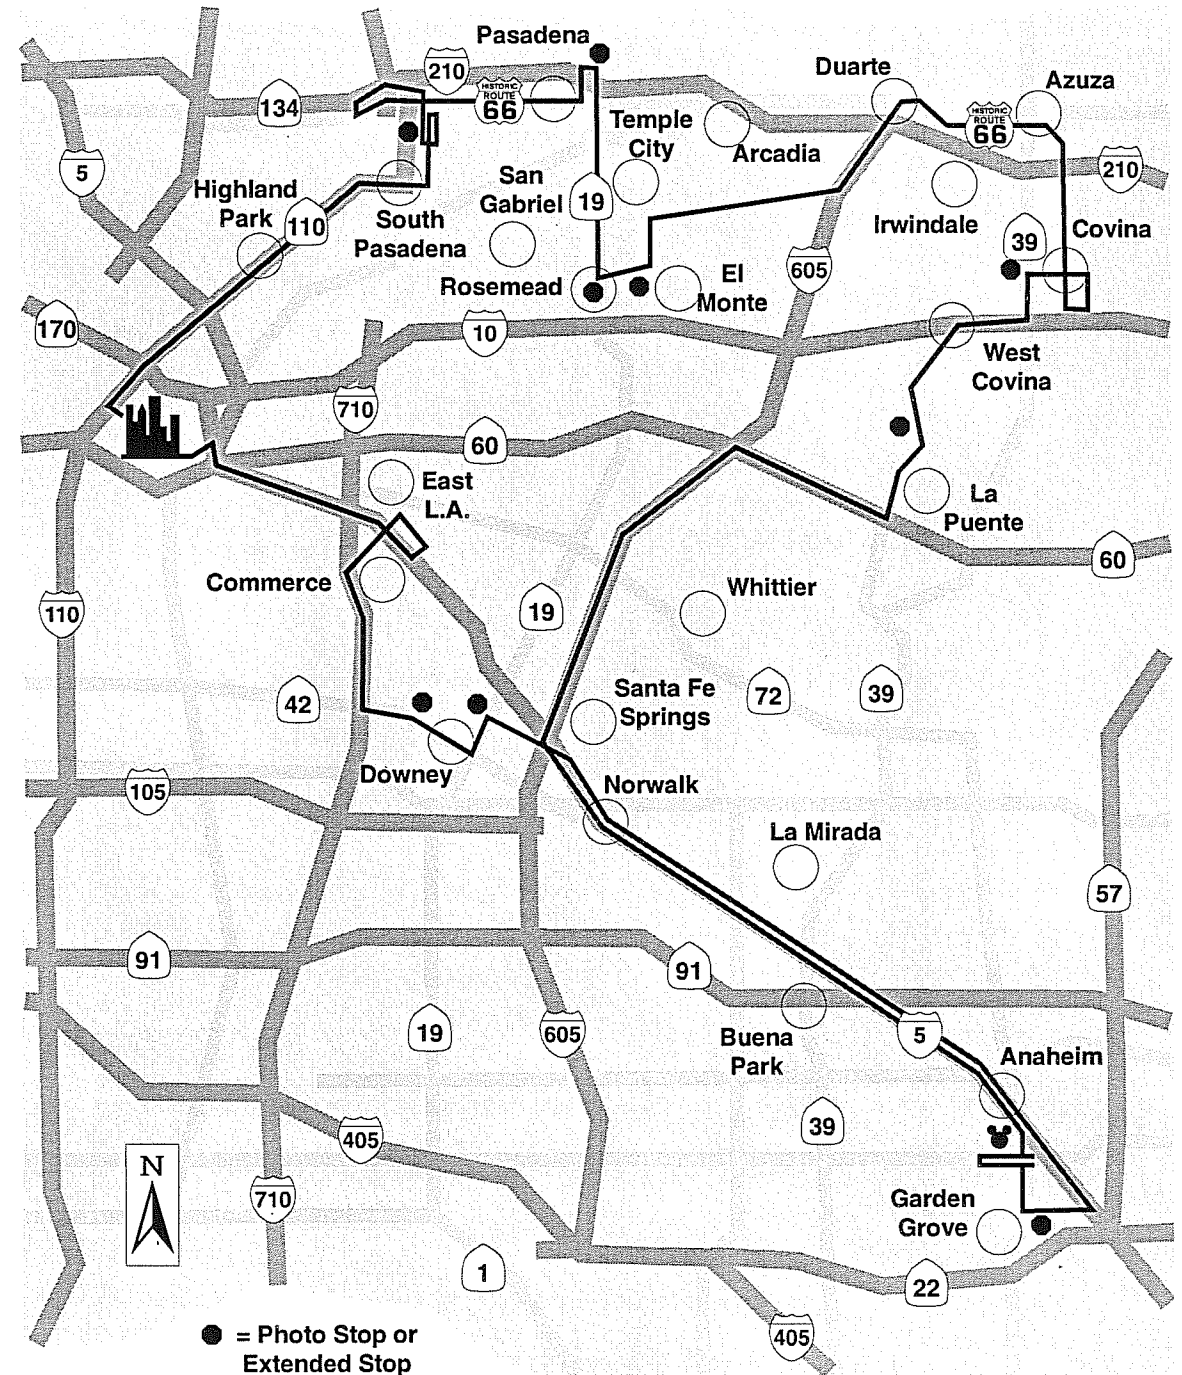 Pasadena
210
HISTORIC
ROUTE
66
134
Duarte
Azuza
HISTORIC
ROUTE
66
Temple
City
Arcadia
5
210
Highland
Park
San
Gabriel
19
110
South
Pasadena
Irwindale
39
Covina
605
Rosemead
El
Monte
170
10
West
Covina
710
60
East
L.A.
La
Puente
60
Commerce
Whittier
19
110
42
Santa Fe
Springs
72
39
Downey
105
Norwalk
La Mirada
57
91
91
19
605
Buena
Park
5
Anaheim
39
405
N
710
Garden
Grove
1
22
405
= Photo Stop or
Extended Stop